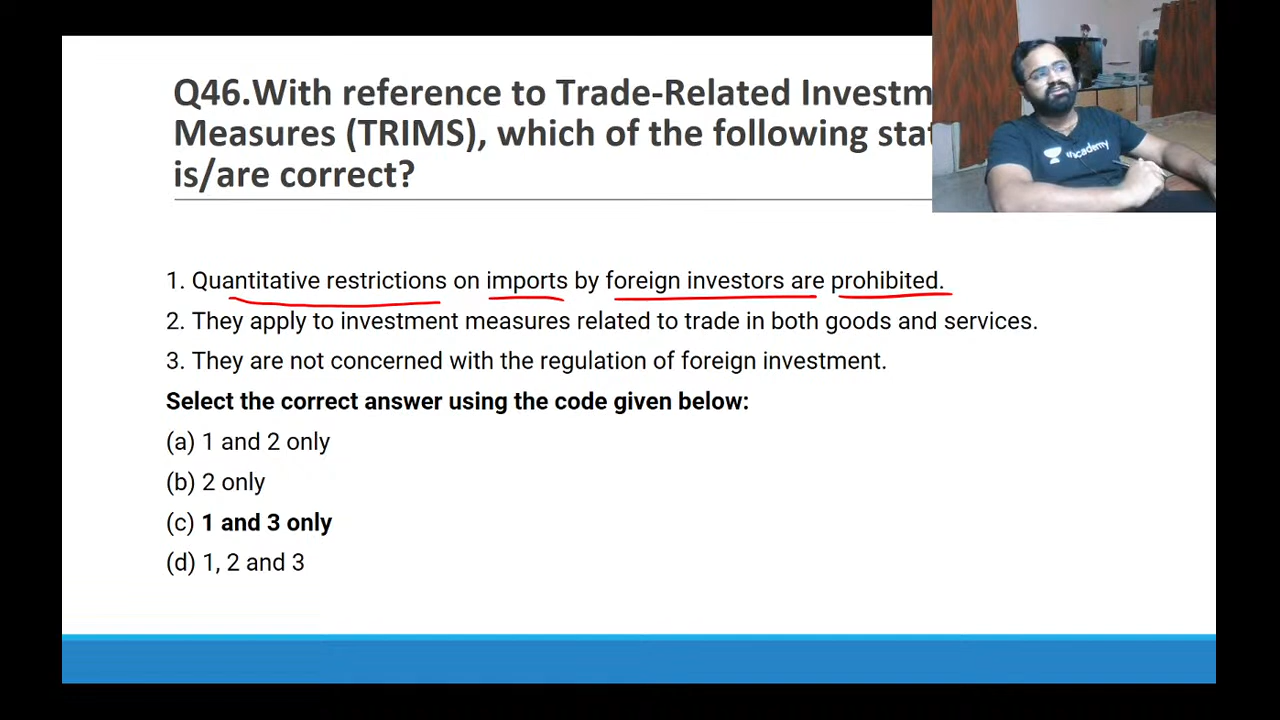 Q46.With reference to Trade-Related Investm
Measures (TRIMS), which of the following stat
is/are correct?
1. Quantitative restrictions on imports by foreign investors are prohibited.
2. They apply to investment measures related to trade in both goods and services.
3. They are not concerned with the regulation of foreign investment.
Select the correct answer using the code given below:
(a) 1 and 2 only
(b) 2 only
(c) 1 and 3 only
(d) 1, 2 and 3